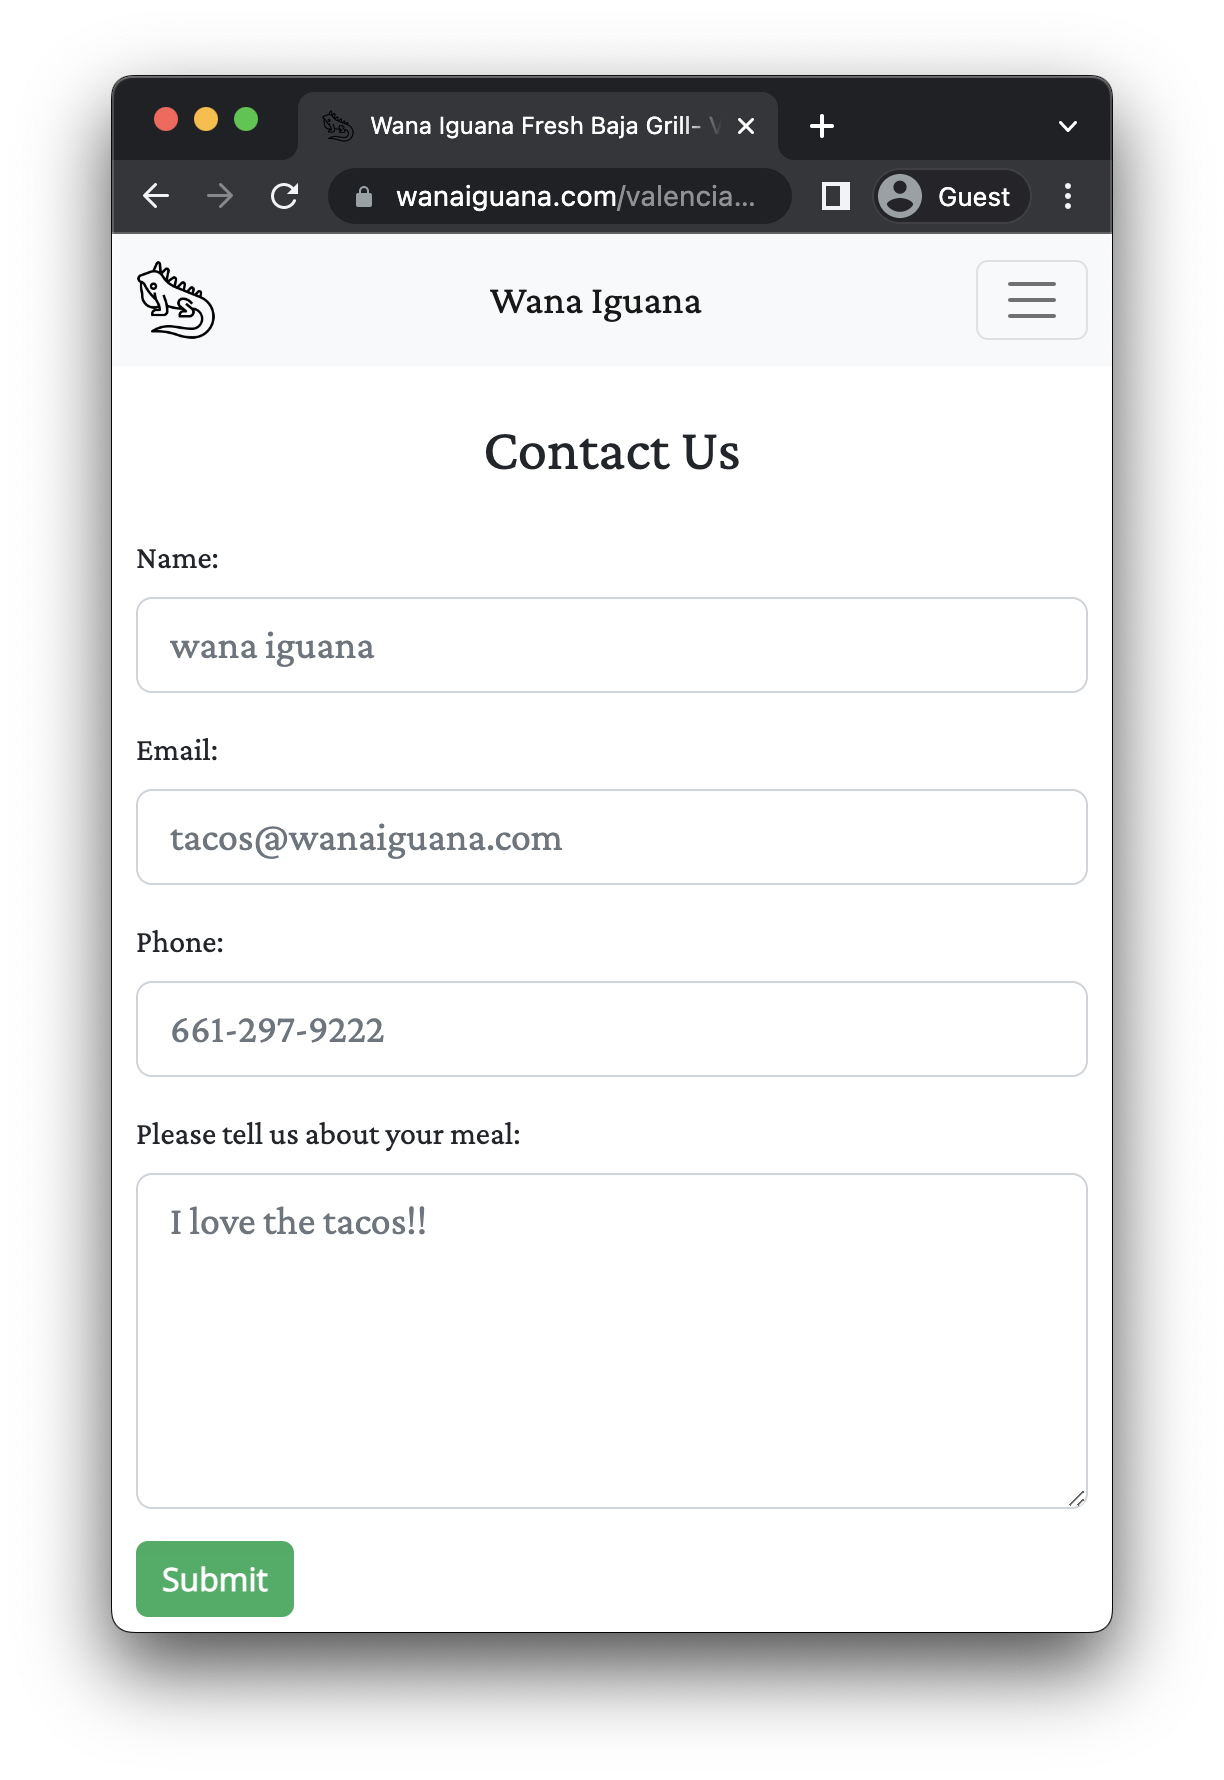 Wana Iguana Fresh Baja Grill-
wanaiguana.com/valencia...
Guest
Wana Iguana
Contact Us
Name:
wana iguana
Email:
tacos@wanaiguana.com
Phone:
661-297-9222
Please tell us about your meal:
I love the tacos!!
Submit